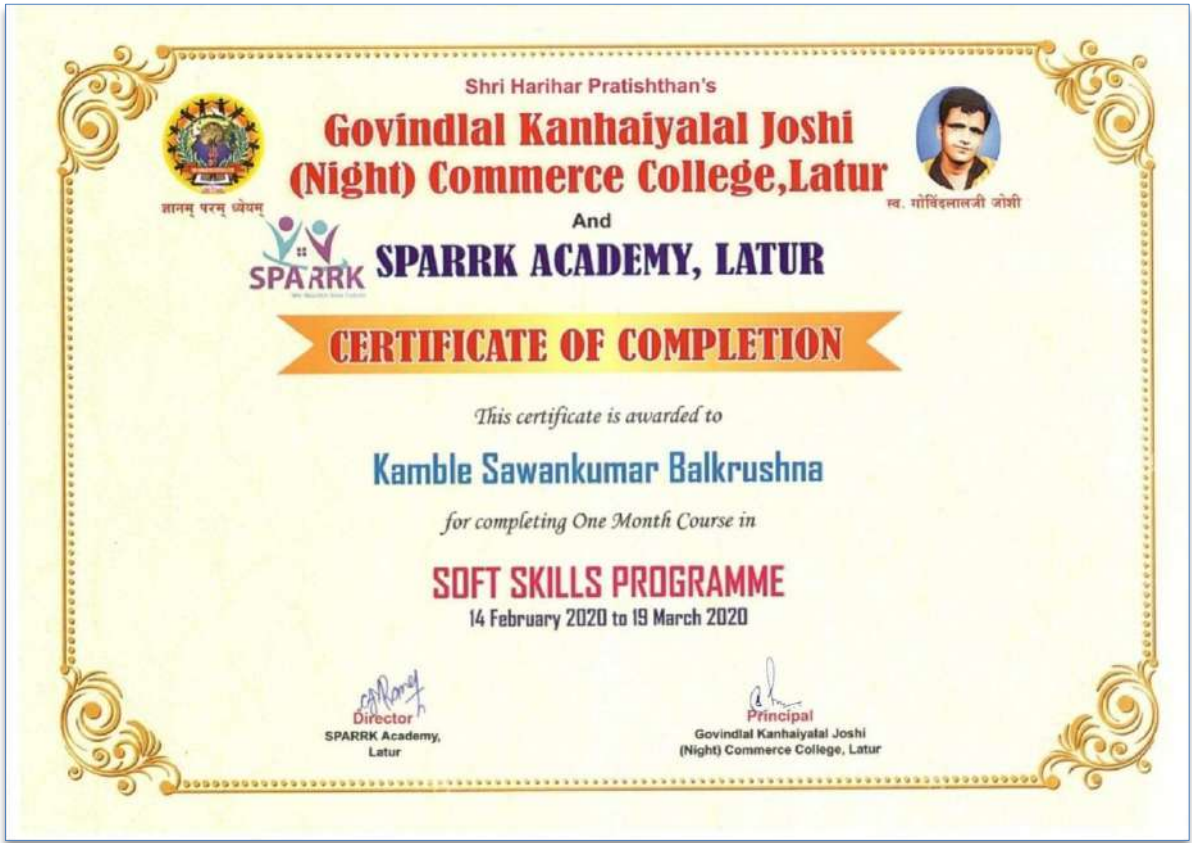 Shri Harihar Pratishthan's
Govindlal Kanhaiyalal Joshi
(Night) Commerce College,Latur
ज्ञानम् परम् ध्येयम्
स्व. गोविंदलालजी जोशी
And
SPARRK
SPARRK ACADEMY, LATUR
CERTIFICATE OF COMPLETION
This certificate is awarded to
Kamble Sawankumar Balkrushna
for completing One Month Course in
SOFT SKILLS PROGRAMME
14 February 2020 to 19 March 2020
Director
SPARRK Academy,
Latur
Principal
Govindlal Kanhaiyalal Joshi
(Night) Commerce College, Latur